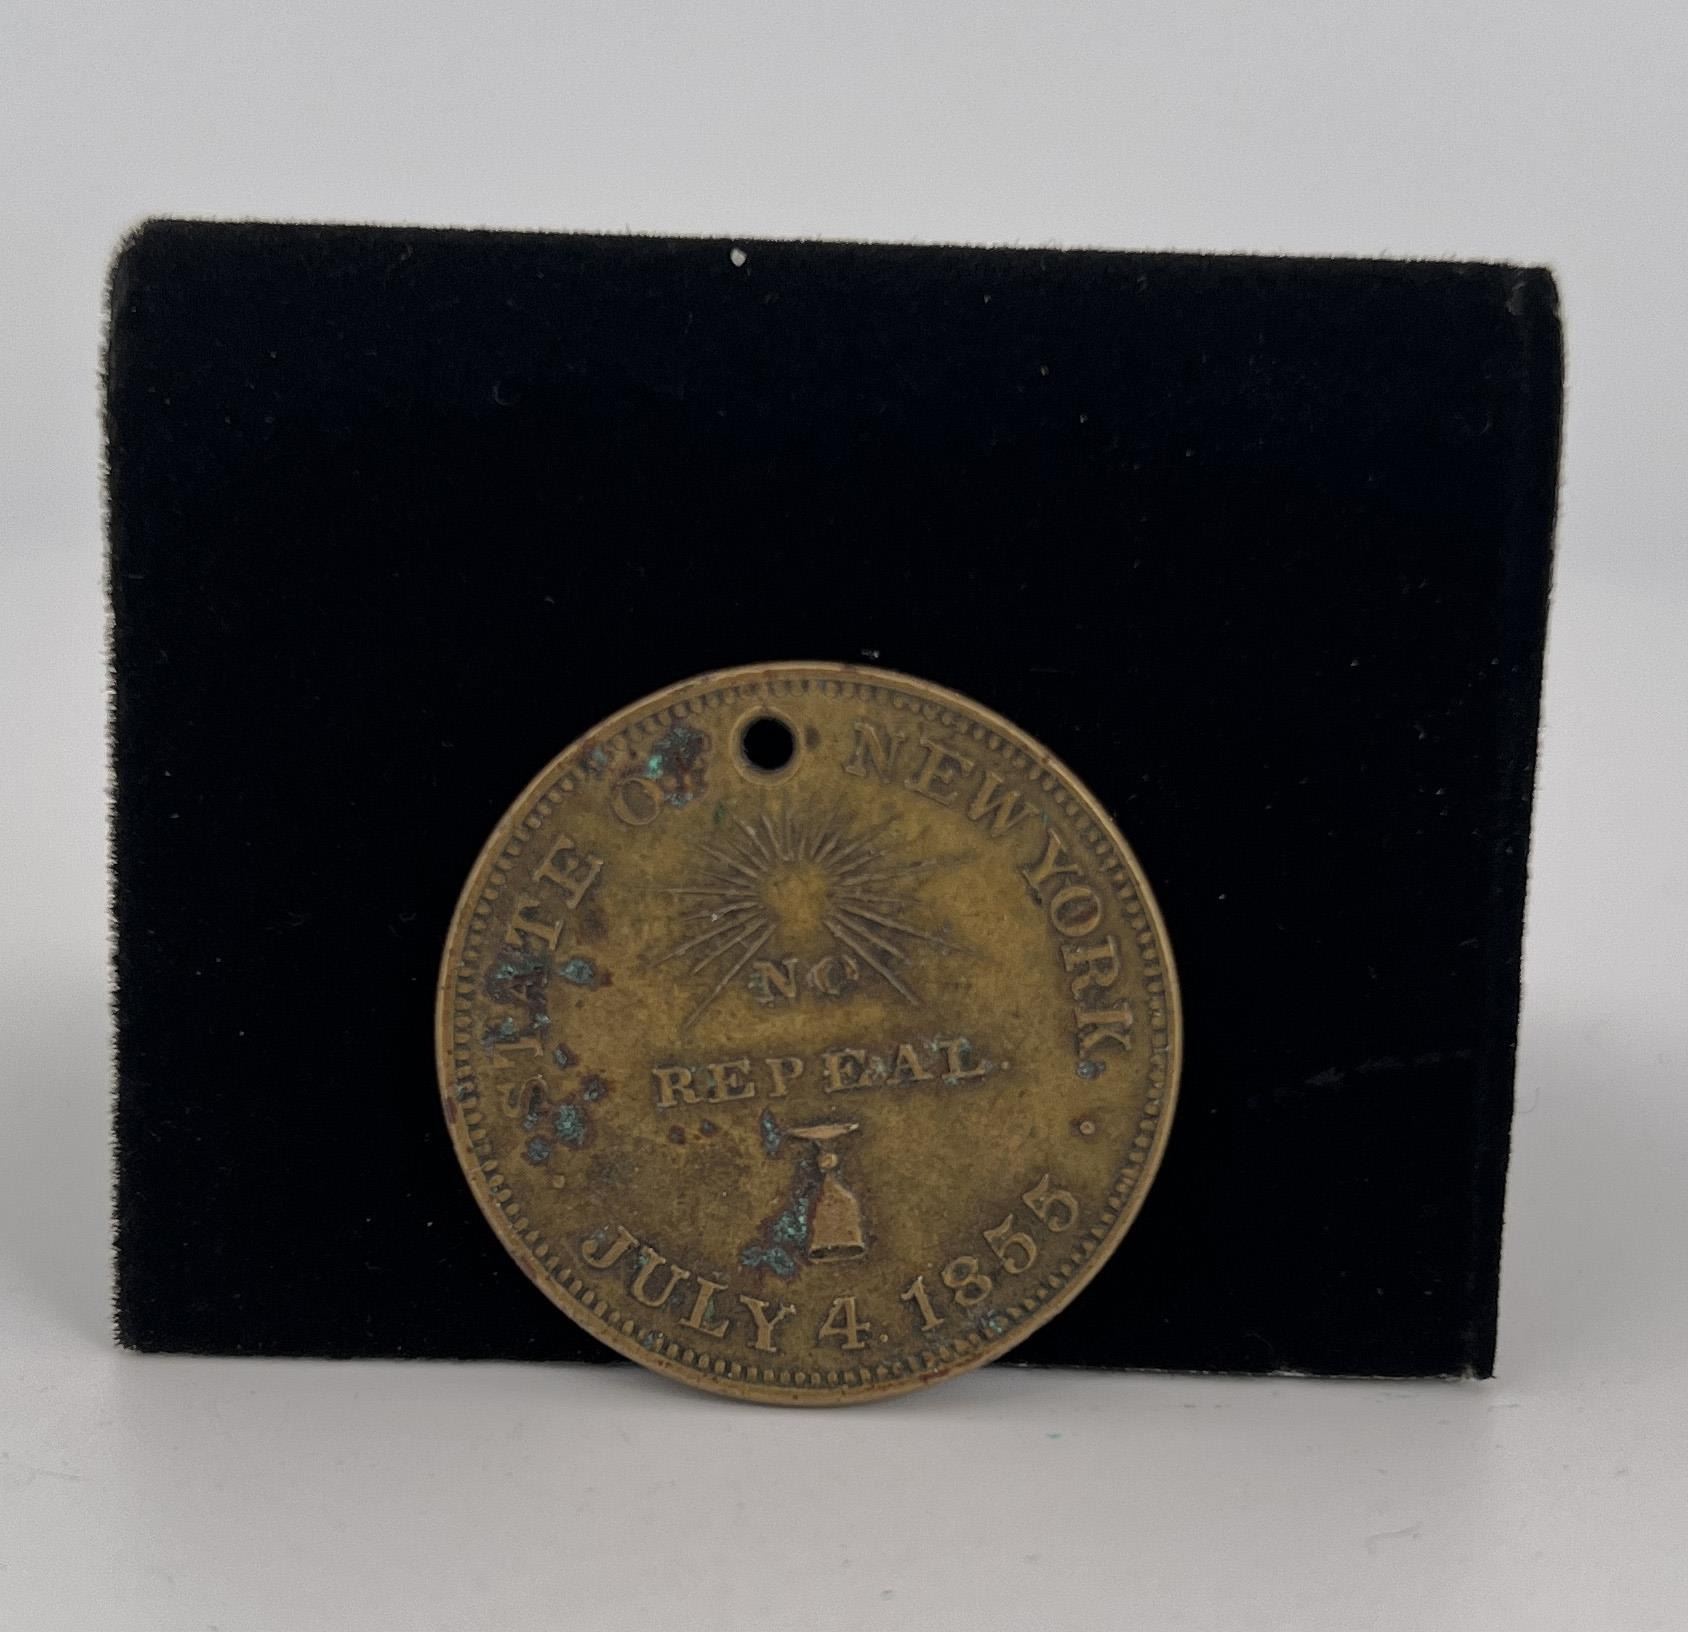 STATE OF NEW YORK.
NO
REPEAL.
JULY 4. 1855